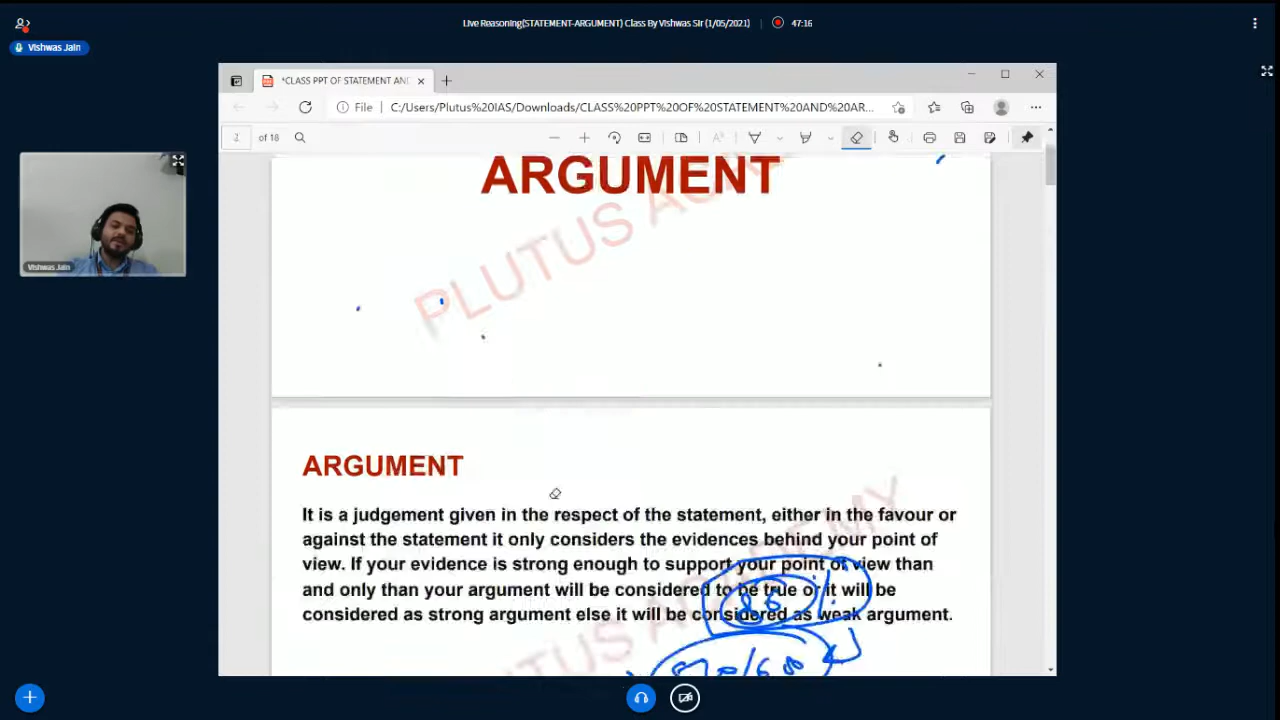 Live Reasoning(STATEMENT-ARGUMENT) Class By Vishwas Sir (1/05/2021)
47:16
Vishwas Jain
*CLASS PPT OF STATEMENT AND
File
C:/Users/Plutus%20IAS/Downloads/CLASS%20PPT%20OF%20STATEMENT%20AND%20AR...
2 of 18
ARGUMENT
PLUTUS AC
Vishwas Jain
ARGUMENT
It is a judgement given in the respect of the statement, either in the favour or
against the statement it only considers the evidences behind your point of
view. If your evidence is strong enough to support your point of view than
and only than your argument will be considered to be true or it will be
considered as strong argument else it will be considered as weak argument.
PLUTUS ACADEMY